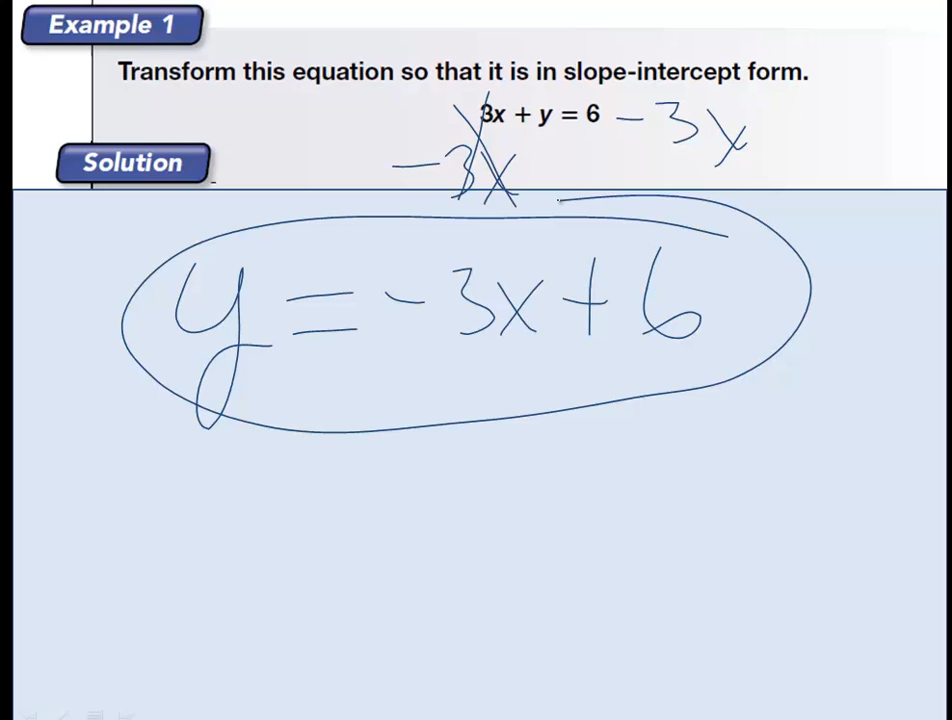 Example 1
Transform this equation so that it is in slope-intercept form.
3x + y = 6 - 3x
Solution
-3x
y = -3x + 6